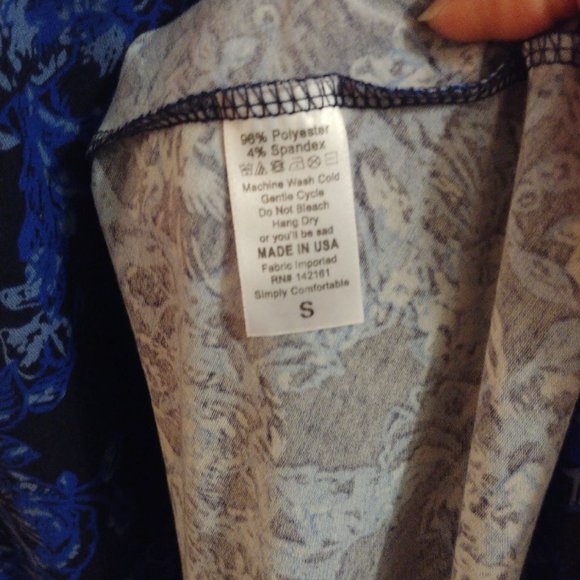 96% Polyester
4% Spandex
Machine Wash Cold
Gentle Cycle
Do Not Bleach
Hang Dry
or you'll be sad
MADE IN USA
Fabric Imported
RN# 142161
Simply Comfortable
S